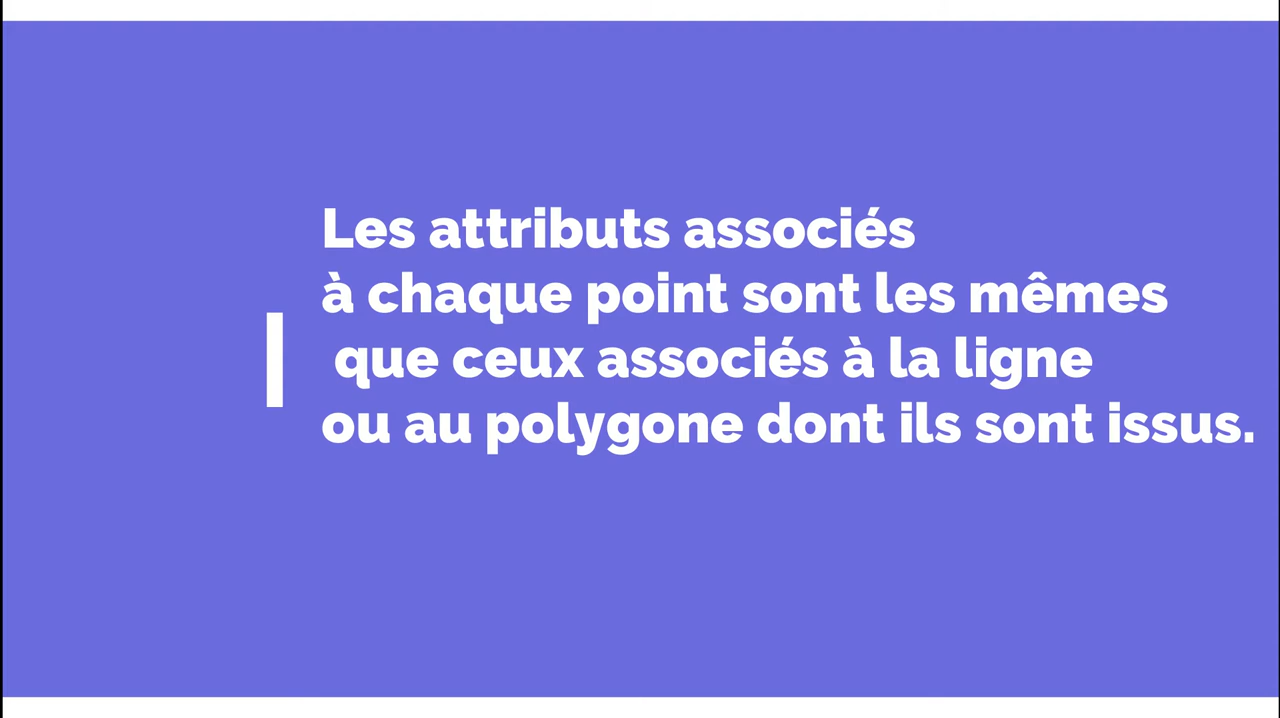 Les attributs associés
à chaque point sont les mêmes
que ceux associés à la ligne
ou au polygone dont ils sont issus.